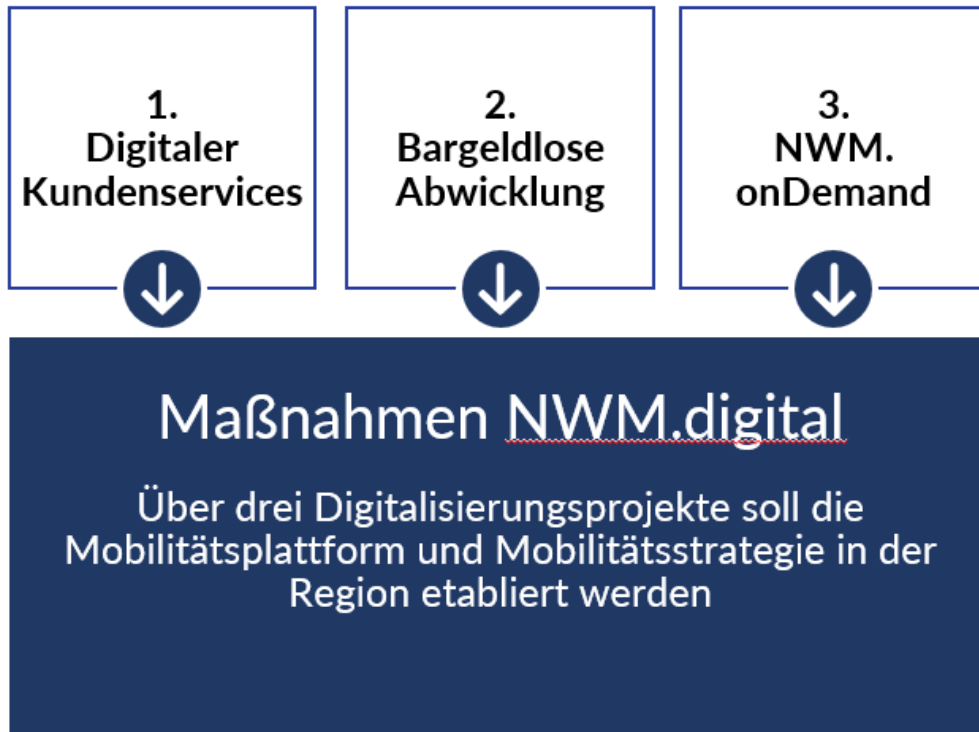 1.
Digitaler
Kundenservices
2.
Bargeldlose
Abwicklung
3.
NWM.
onDemand
Maßnahmen NWM.digital
Über drei Digitalisierungsprojekte soll die
Mobilitätsplattform und Mobilitätsstrategie in der
Region etabliert werden